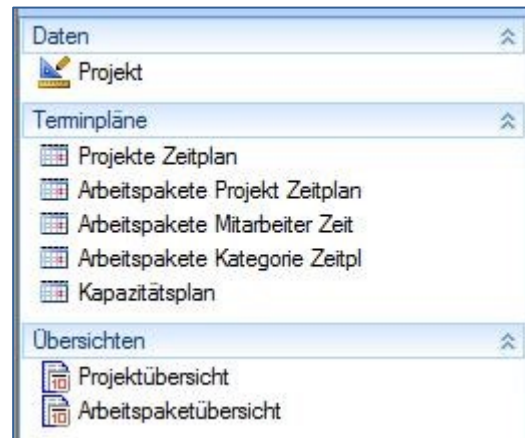 Daten
Projekt
Terminpläne
Projekte Zeitplan
Arbeitspakete Projekt Zeitplan
Arbeitspakete Mitarbeiter Zeit
Arbeitspakete Kategorie Zeitpl
Kapazitätsplan
Übersichten
Projektübersicht
Arbeitspaketübersicht